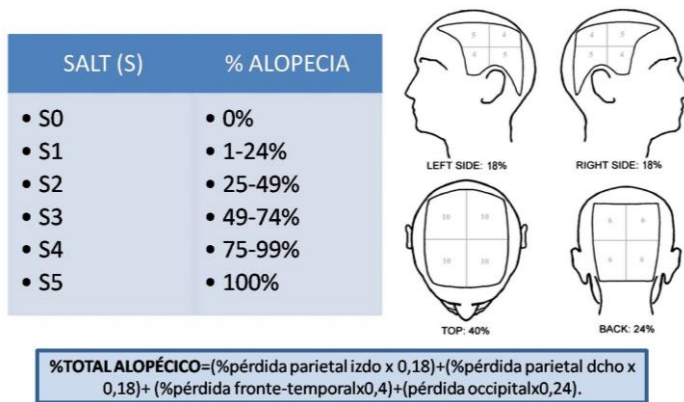 SALT (S) % ALOPECIA
• S0 • 0%
• S1 • 1-24%
• S2 • 25-49%
• S3 • 49-74%
• S4 • 75-99%
• S5 • 100%
5 4
4 5
LEFT SIDE: 18%
4 5
5 4
RIGHT SIDE: 18%
10 10
10 10
TOP: 40%
6 6
6 6
BACK: 24%
%TOTAL ALOPÉCICO=(%pérdida parietal izdo x 0,18)+(%pérdida parietal dcho x
0,18)+ (%pérdida fronte-temporalx0,4)+(pérdida occipitalx0,24).